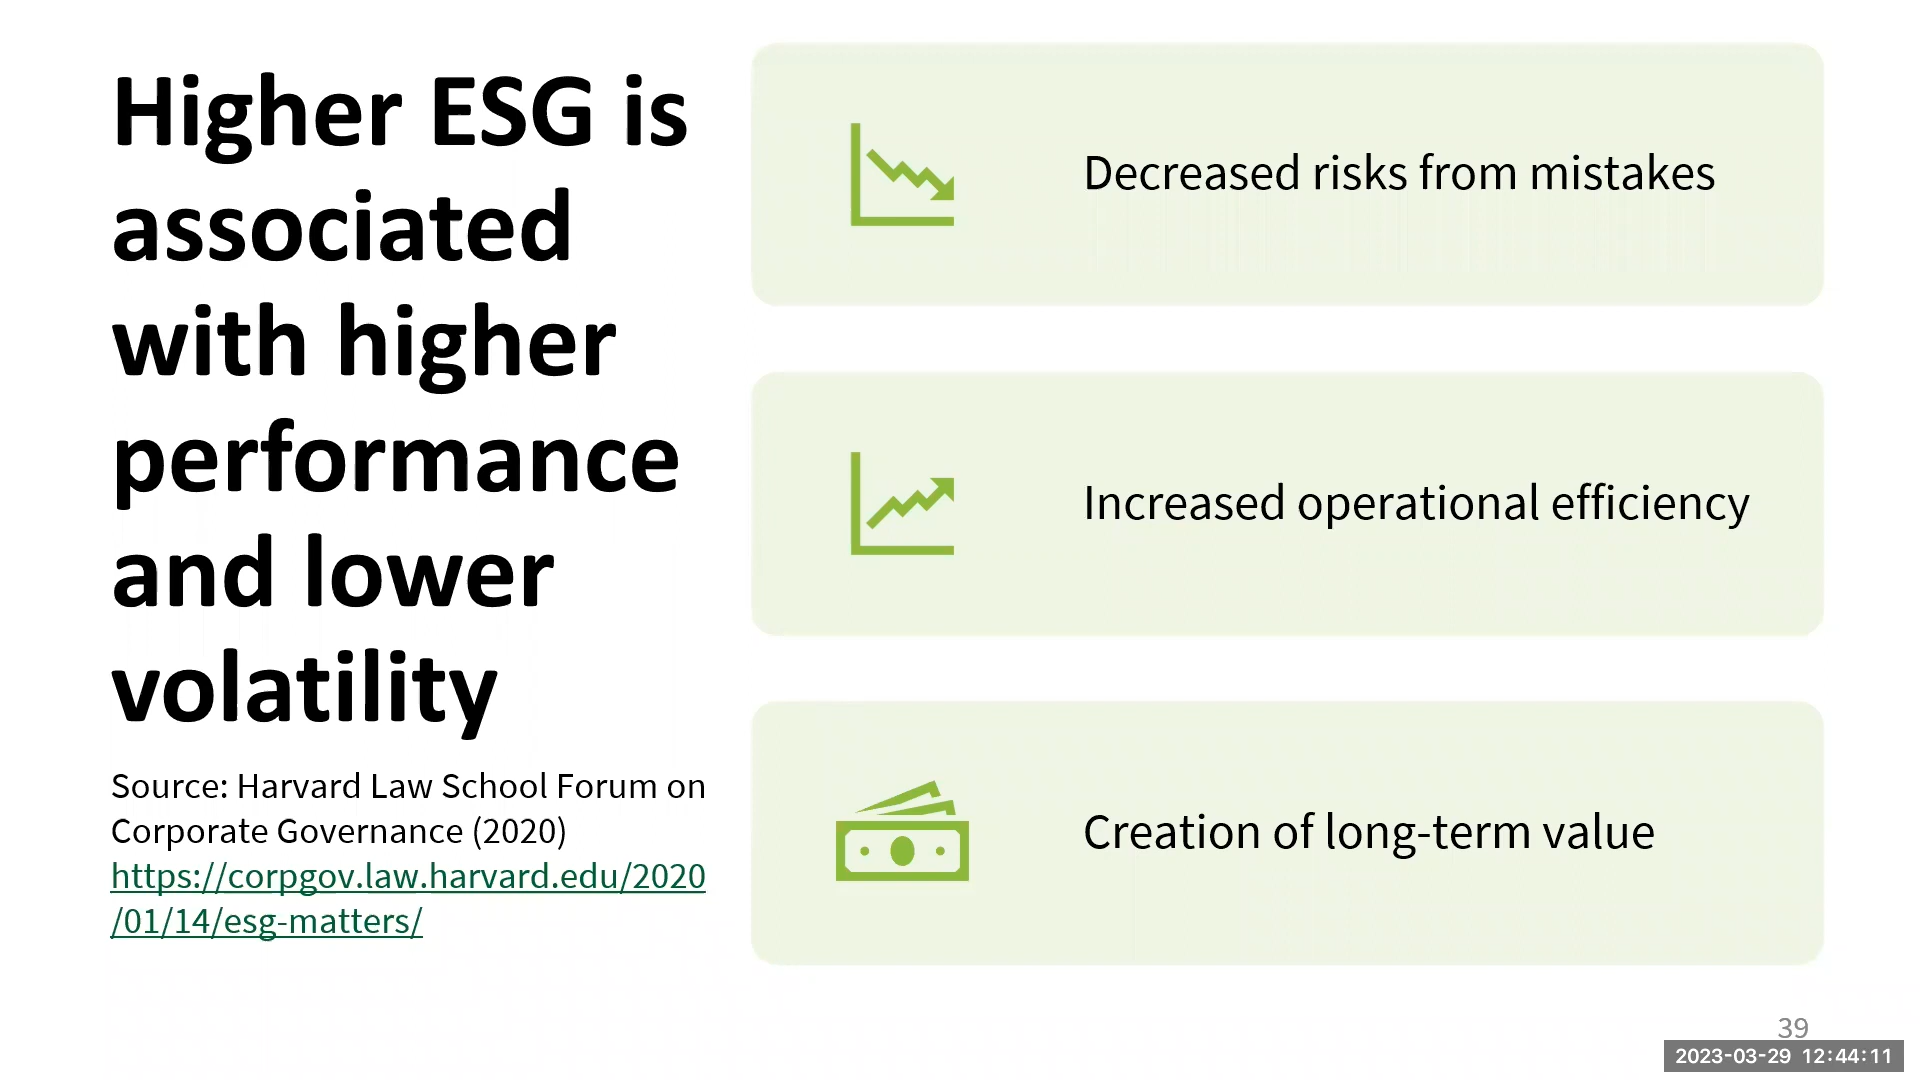 Higher ESG is
associated
with higher
performance
and lower
volatility
Source: Harvard Law School Forum on
Corporate Governance (2020)
https://corpgov.law.harvard.edu/2020
/01/14/esg-matters/
Decreased risks from mistakes
Increased operational efficiency
Creation of long-term value
39
2023-03-29 12:44:11